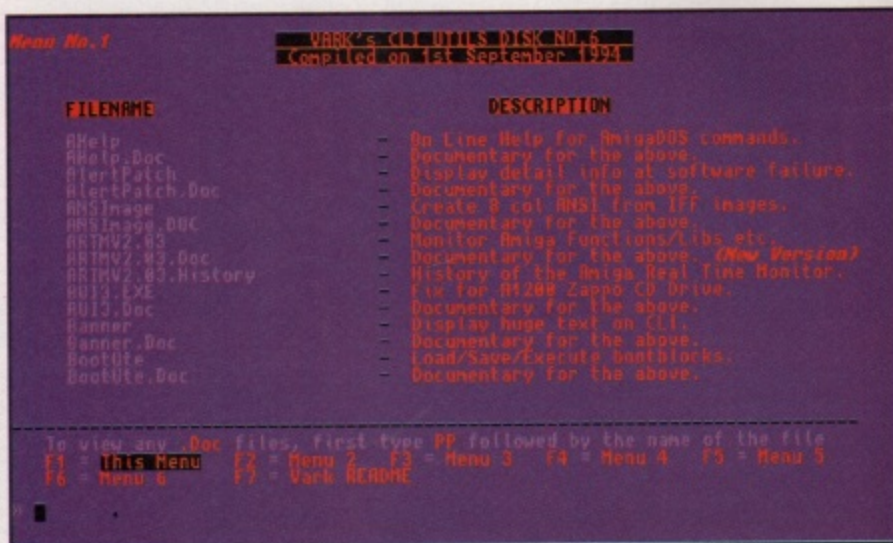 Menu No.1
VARK's CLI UTILS DISK NO.6
Compiled on 1st September 1994
FILENAME DESCRIPTION
AHelp - On Line Help for AmigaDOS commands.
AHelp.Doc - Documentary for the above.
AlertPatch - Display detail info at software failure.
AlertPatch.Doc - Documentary for the above.
ANSImage - Create 8 col ANSI from IFF images.
ANSImage.DOC - Documentary for the above.
ARTMV2.03 - Monitor Amiga Functions/Libs etc.
ARTMV2.03.Doc - Documentary for the above. (New Version)
ARTMV2.03.History - History of the Amiga Real Time Monitor.
AUI3.EXE - Fix for A1200 Zappo CD Drive.
AUI3.Doc - Documentary for the above.
Banner - Display huge text on CLI.
Banner.Doc - Documentary for the above.
BootUte - Load/Save/Execute bootblocks.
BootUte.Doc - Documentary for the above.
To view any .Doc files, first type PP followed by the name of the file
F1 = This Menu F2 = Menu 2 F3 = Menu 3 F4 = Menu 4 F5 = Menu 5
F6 = Menu 6 F7 = Vark README